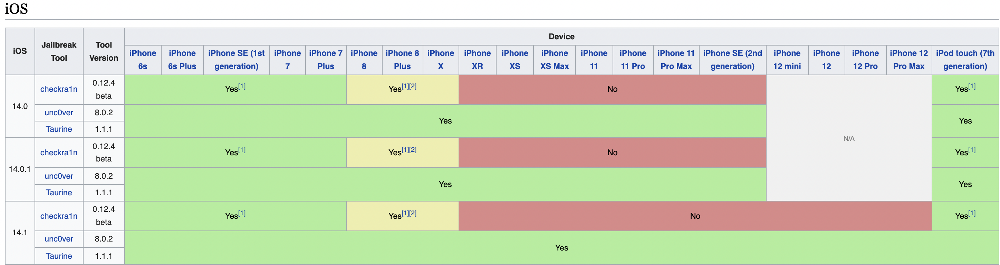 iOS
iOS
Jailbreak
Tool
Tool
Version
Device
iPhone
6s
iPhone
6s Plus
iPhone SE (1st
generation)
iPhone
7
iPhone 7
Plus
iPhone
8
iPhone 8
Plus
iPhone
X
iPhone
XR
iPhone
XS
iPhone
XS Max
iPhone
11
iPhone
11 Pro
iPhone 11
Pro Max
iPhone SE (2nd
generation)
iPhone
12 mini
iPhone
12
iPhone
12 Pro
iPhone 12
Pro Max
iPod touch (7th
generation)
14.0
checkra1n
0.12.4
beta
Yes[1]
Yes[1][2]
No
N/A
Yes[1]
unc0ver
8.0.2
Yes
Yes
Taurine
1.1.1
14.0.1
checkra1n
0.12.4
beta
Yes[1]
Yes[1][2]
No
Yes[1]
unc0ver
8.0.2
Yes
Yes
Taurine
1.1.1
14.1
checkra1n
0.12.4
beta
Yes[1]
Yes[1][2]
No
Yes[1]
unc0ver
8.0.2
Yes
Taurine
1.1.1